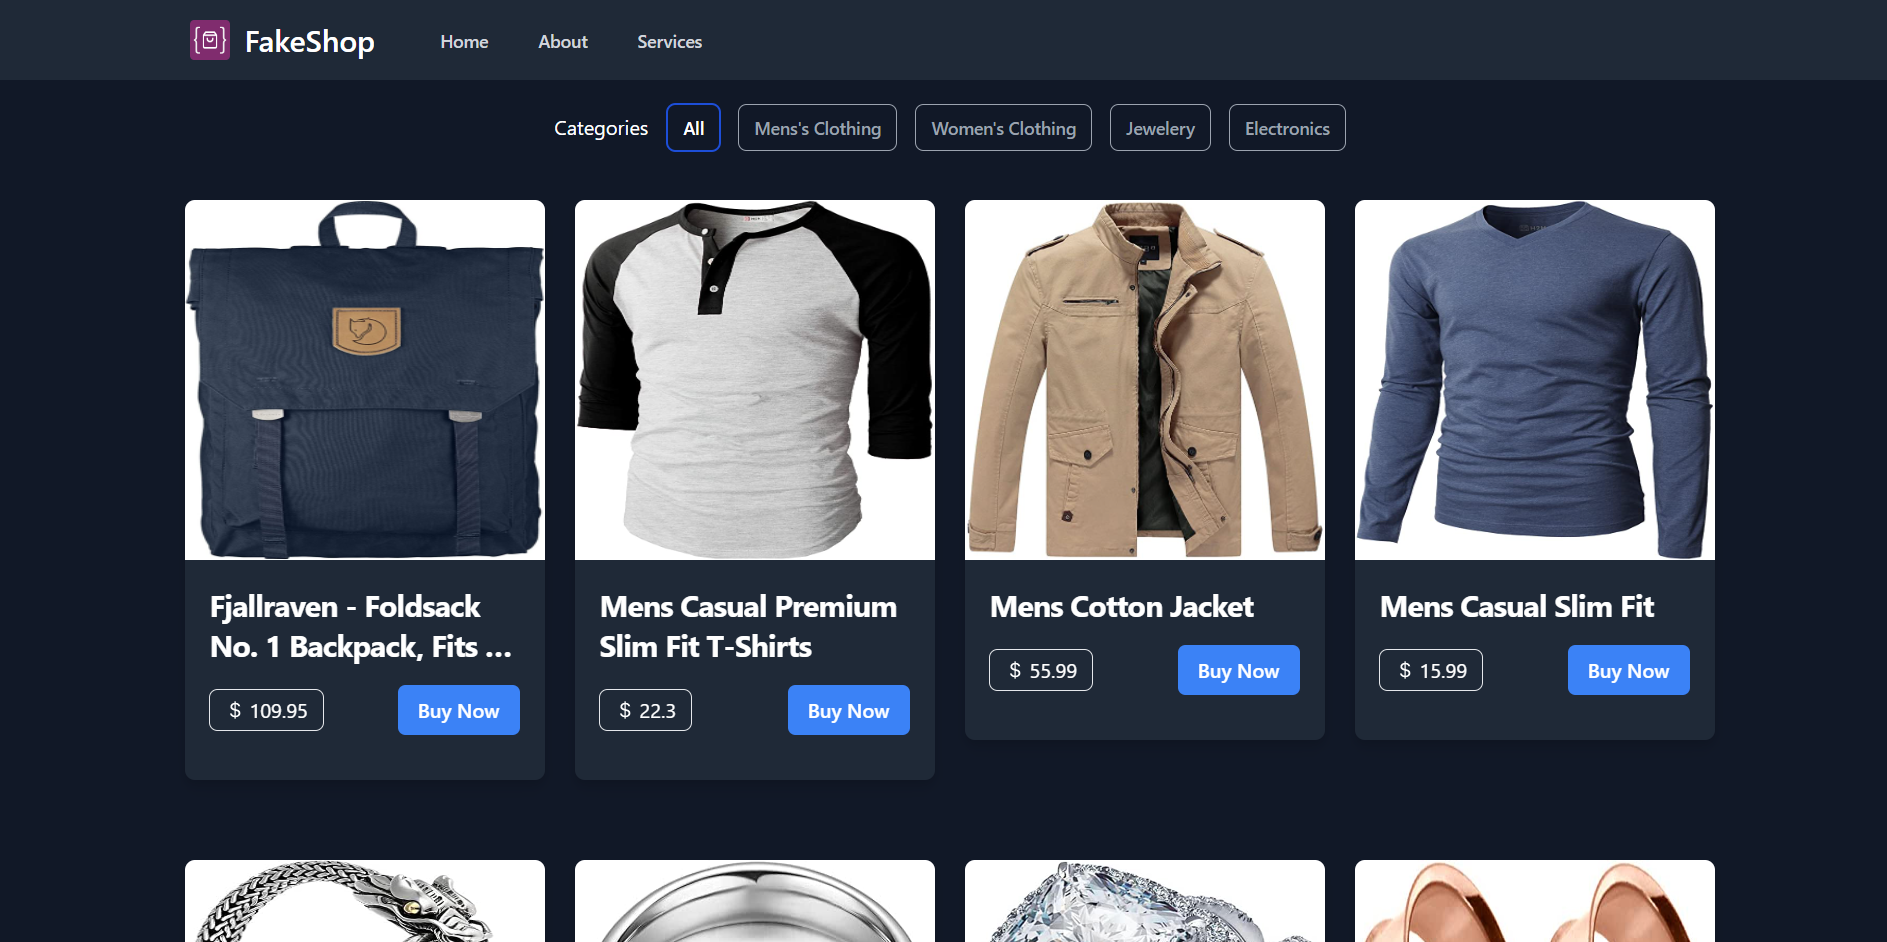 FakeShop
Home
About
Services
Categories
All
Mens's Clothing
Women's Clothing
Jewelery
Electronics
Fjallraven - Foldsack
No. 1 Backpack, Fits ...
$ 109.95
Buy Now
Mens Casual Premium
Slim Fit T-Shirts
$ 22.3
Buy Now
Mens Cotton Jacket
$ 55.99
Buy Now
Mens Casual Slim Fit
$ 15.99
Buy Now